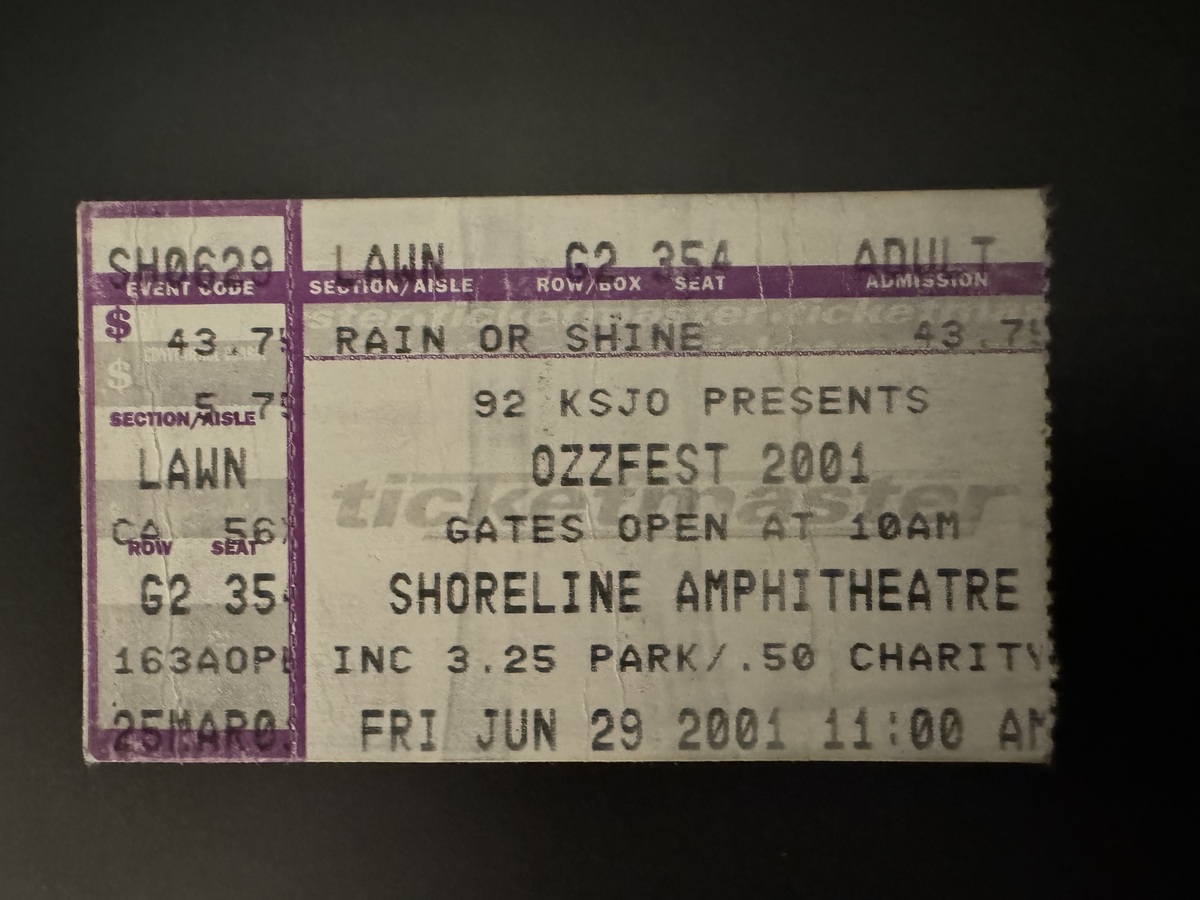 SH0629
EVENT CODE
$ 43.75
$ 5.75
SECTION/AISLE
LAWN
CA 56X
ROW SEAT
G2 354
163AOP
25MAR0
LAWN G2 354 ADULT
SECTION/AISLE ROW/BOX SEAT ADMISSION
RAIN OR SHINE 43.75
92 KSJO PRESENTS
OZZFEST 2001
ticketmaster
GATES OPEN AT 10AM
SHORELINE AMPHITHEATRE
INC 3.25 PARK/.50 CHARITY
FRI JUN 29 2001 11:00 AM